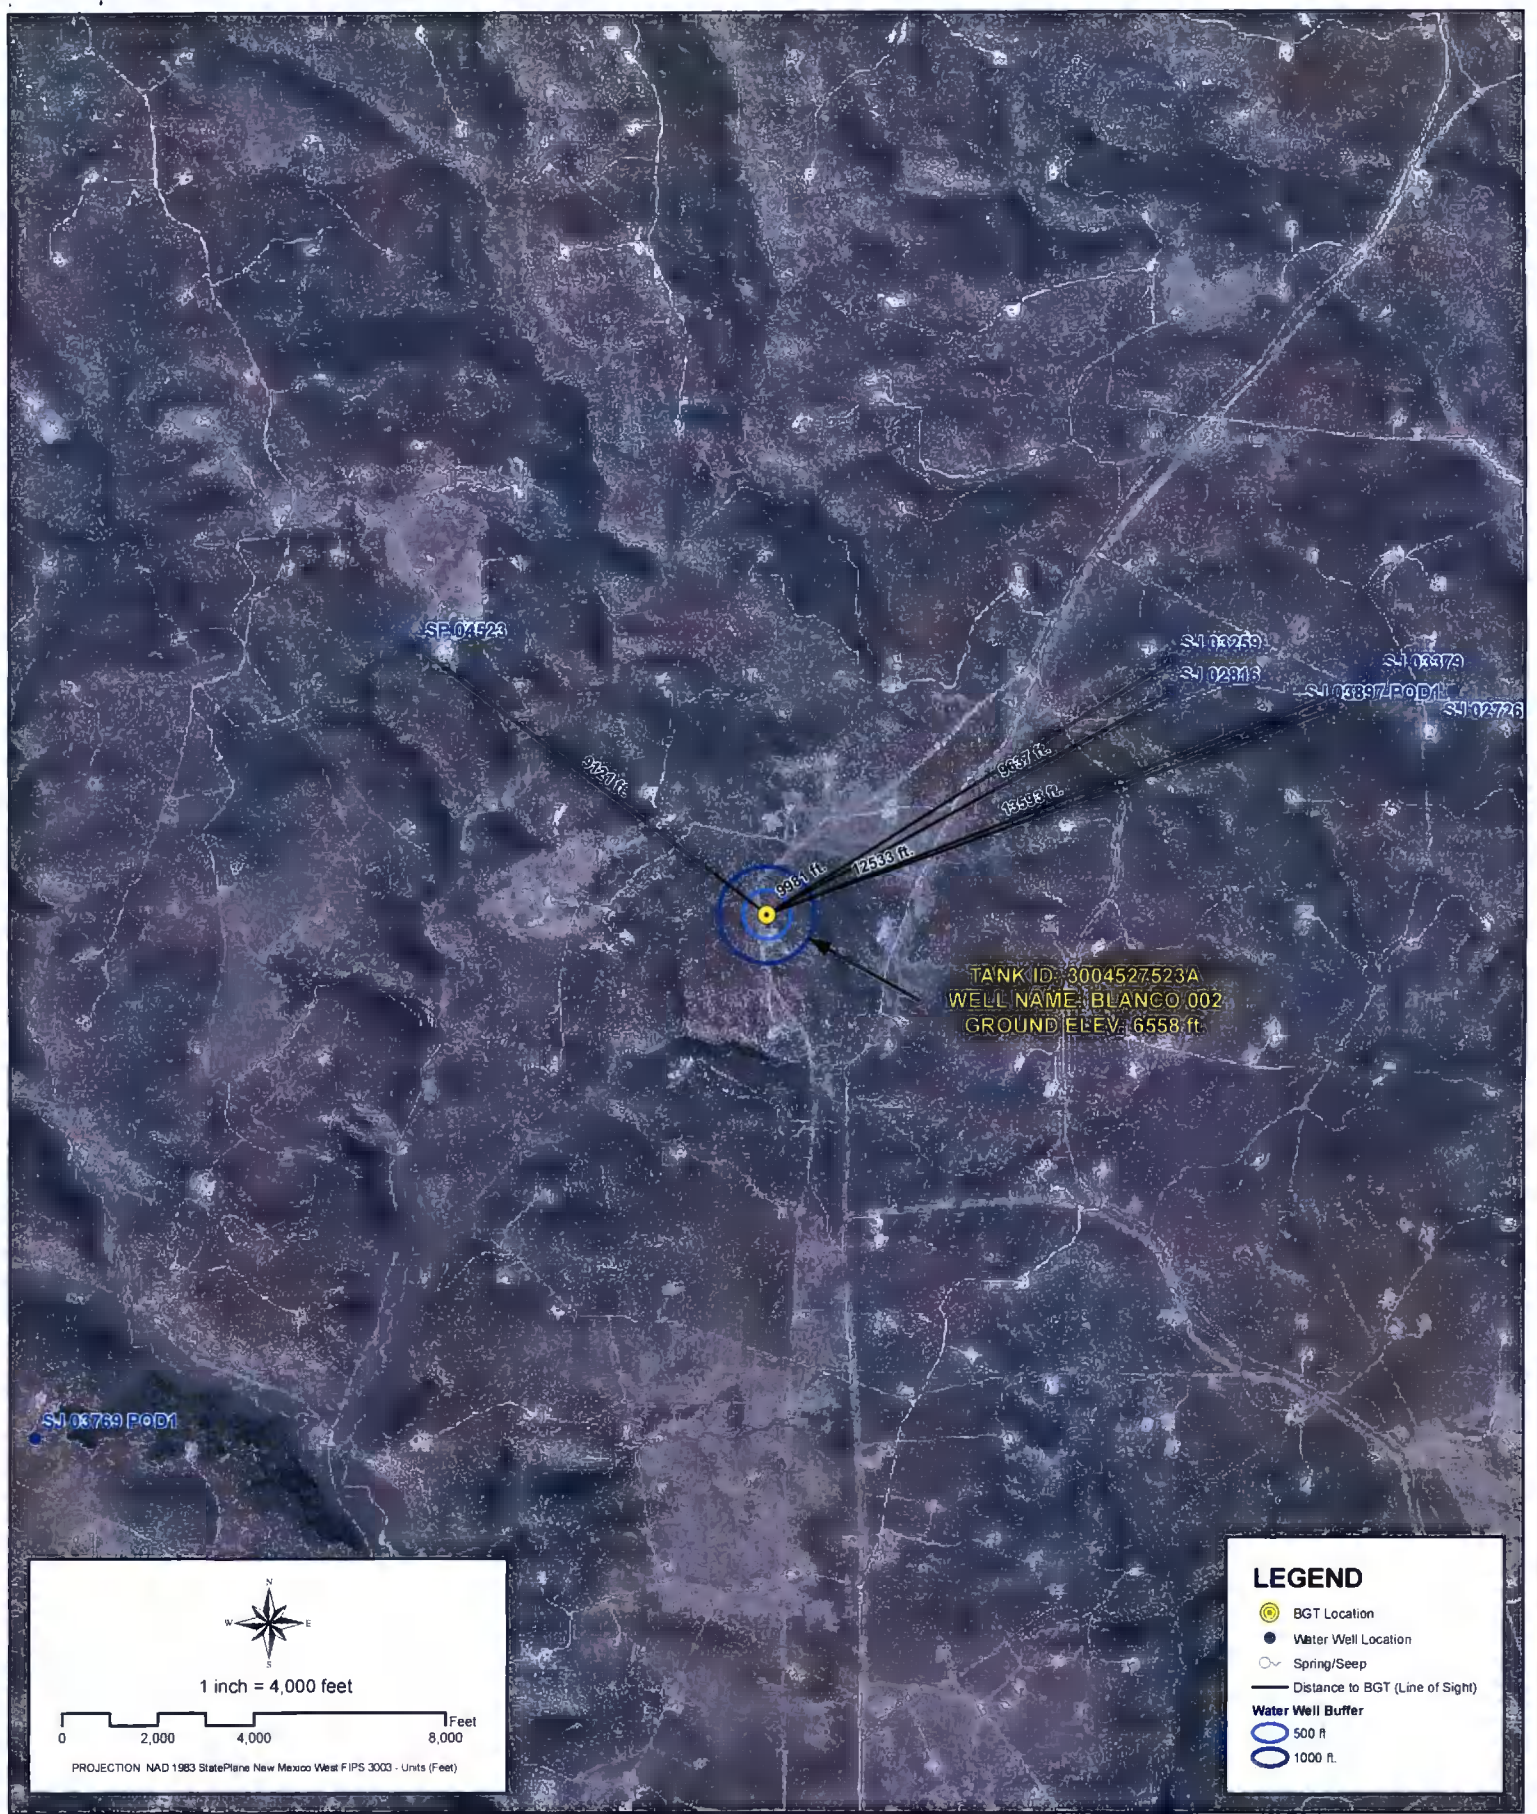 SP 04523
SJ 03259
SJ 03379
SJ 02816
SJ 03897 POD1
SJ 02726
9121 ft.
9637 ft.
13593 ft.
12533 ft.
9981 ft.
TANK ID: 3004527523A
WELL NAME: BLANCO 002
GROUND ELEV: 6558 ft.
SJ 03769 POD1
N
W E
S
1 inch = 4,000 feet
Feet
0 2,000 4,000 8,000
PROJECTION NAD 1983 StatePlane New Mexico West FIPS 3003 - Units (Feet)
LEGEND
BGT Location
Water Well Location
Spring/Seep
Distance to BGT (Line of Sight)
Water Well Buffer
500 ft
1000 ft.